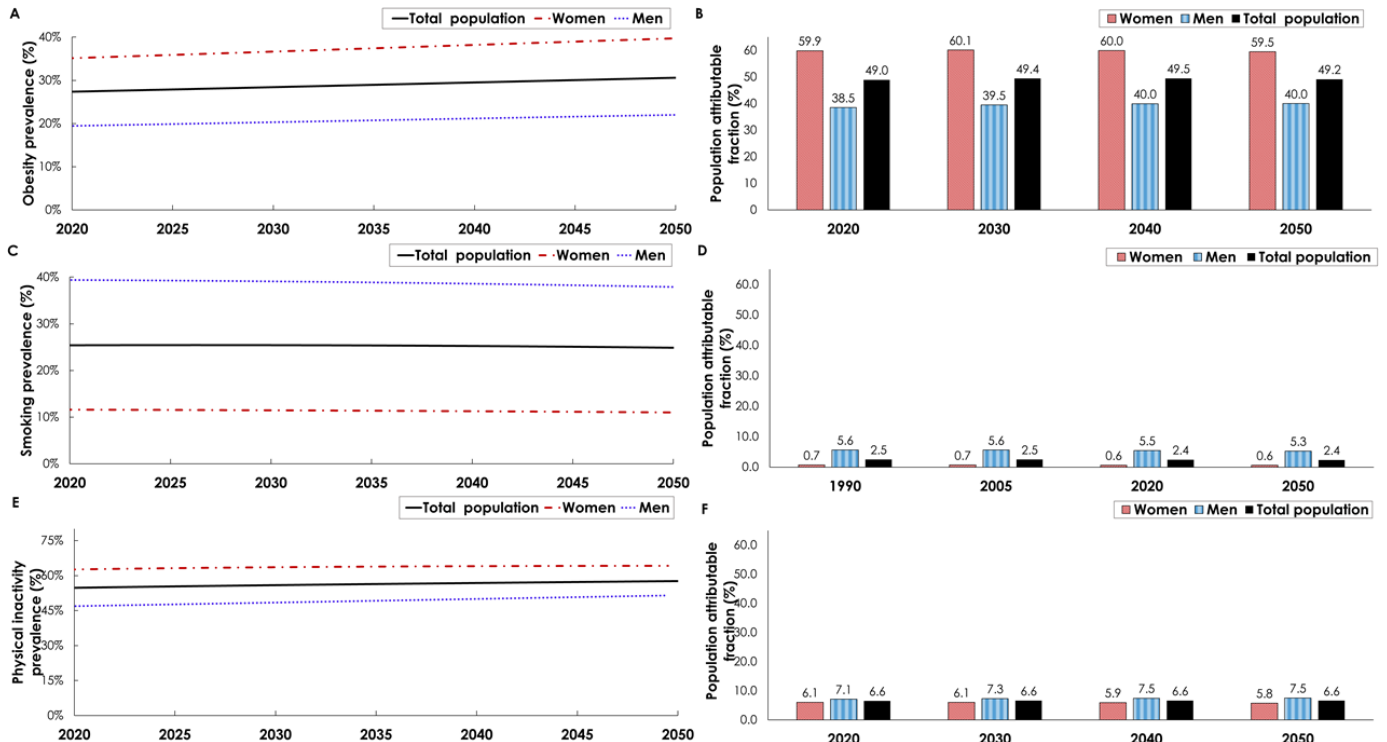 A
Total population Women Men
Obesity prevalence (%)
40%
30%
20%
10%
0%
2020 2025 2030 2035 2040 2045 2050
B
Women Men Total population
Population attributable
fraction (%)
60
50
40
30
20
10
0
59.9 38.5 49.0 60.1 39.5 49.4 60.0 40.0 49.5 59.5 40.0 49.2
2020 2030 2040 2050
C
Total population Women Men
Smoking prevalence (%)
40%
30%
20%
10%
0%
2020 2025 2030 2035 2040 2045 2050
D
Women Men Total population
Population attributable
fraction (%)
60.0
50.0
40.0
30.0
20.0
10.0
0.0
0.7 5.6 2.5 0.7 5.6 2.5 0.6 5.5 2.4 0.6 5.3 2.4
1990 2005 2020 2050
E
Total population Women Men
Physical inactivity
prevalence (%)
75%
60%
45%
30%
15%
0%
2020 2025 2030 2035 2040 2045 2050
F
Women Men Total population
Population attributable
fraction (%)
60.0
50.0
40.0
30.0
20.0
10.0
0.0
6.1 7.1 6.6 6.1 7.3 6.6 5.9 7.5 6.6 5.8 7.5 6.6
2020 2030 2040 2050